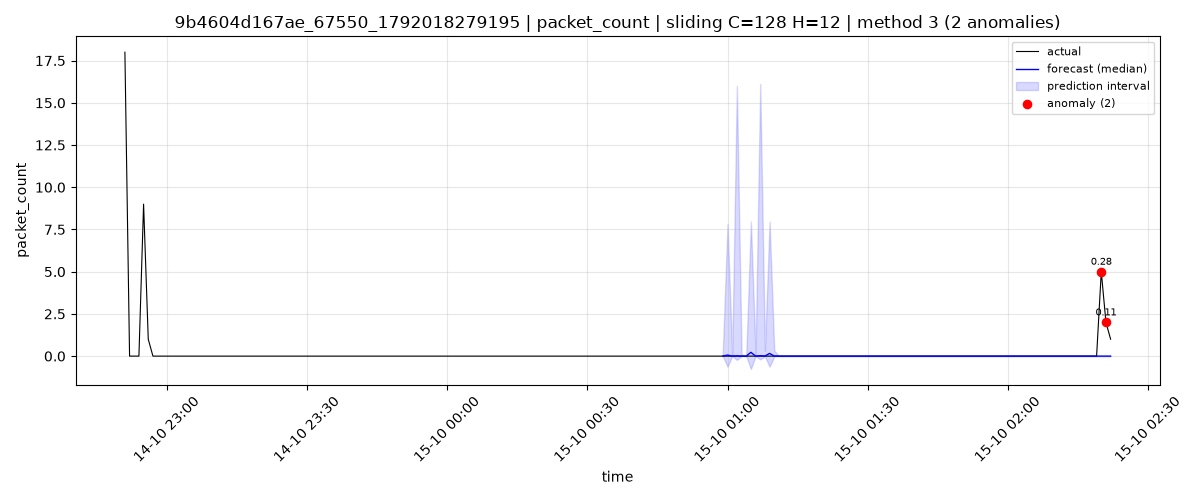 9b4604d167ae_67550_1792018279195 | packet_count | sliding C=128 H=12 | method 3 (2 anomalies)
actual
forecast (median)
prediction interval
anomaly (2)
packet_count
17.5
15.0
12.5
10.0
7.5
5.0
2.5
0.0
0.28
0.11
14-10 23:00
14-10 23:30
15-10 00:00
15-10 00:30
15-10 01:00
15-10 01:30
15-10 02:00
15-10 02:30
time